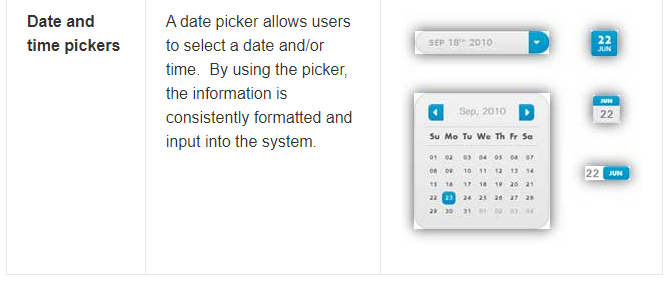 Date and
time pickers
A date picker allows users
to select a date and/or
time. By using the picker,
the information is
consistently formatted and
input into the system.
SEP 18TH 2010
22
JUN
Sep, 2010
Su Mo Tu We Th Fr Sa
01 02 03 04 05 06 07
08 09 10 11 12 13 14
15 16 17 18 19 20 21
22 23 24 25 26 27 28
29 30 31 01 02 03 04
JUN
22
22 JUN